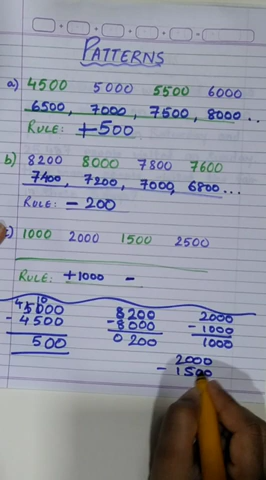 PATTERNS
a) 4500 5000 5500 6000
6500, 7000, 7500, 8000...
RULE: +500
b) 8200 8000 7800 7600
7400, 7200, 7000, 6800...
RULE: - 200
c) 1000 2000 1500 2500
RULE: +1000 -
5000 8200 2000
- 4500 - 8000 - 1000
500 0200 1000
2000
- 1500